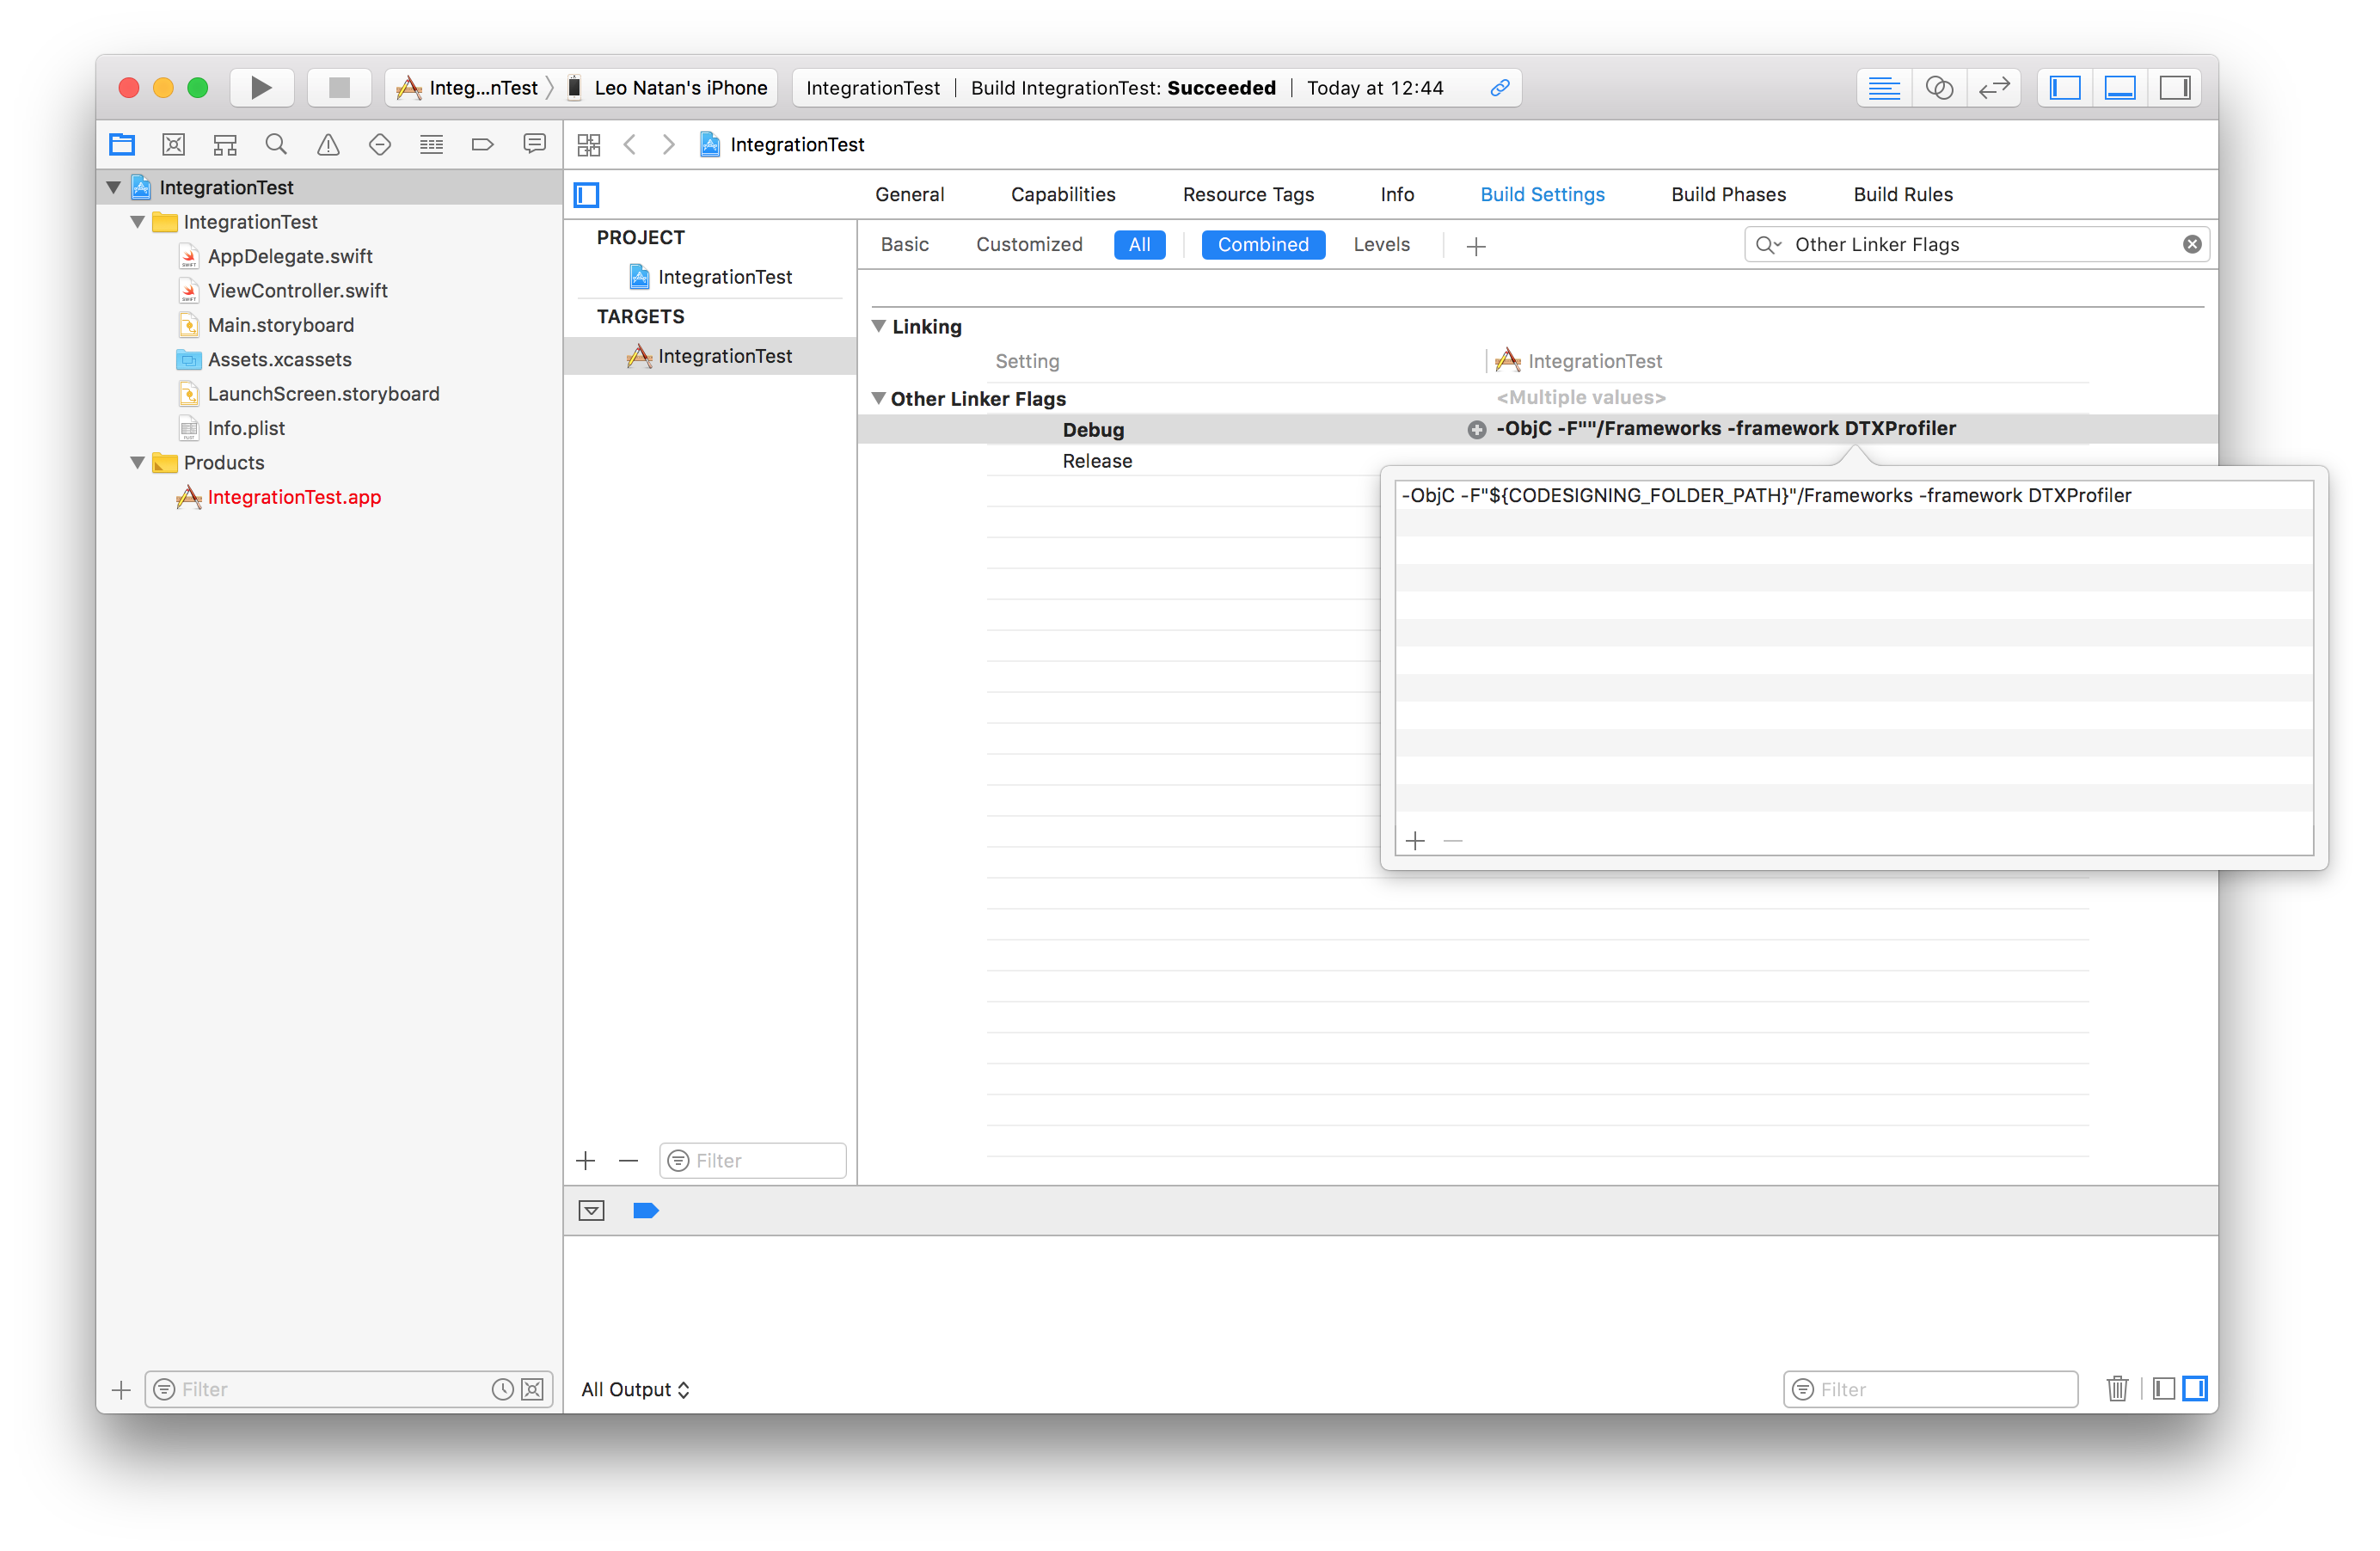 Integ...nTest
Leo Natan's iPhone
IntegrationTest
Build IntegrationTest: Succeeded
Today at 12:44
IntegrationTest
IntegrationTest
IntegrationTest
AppDelegate.swift
ViewController.swift
Main.storyboard
Assets.xcassets
LaunchScreen.storyboard
Info.plist
Products
IntegrationTest.app
Filter
General
Capabilities
Resource Tags
Info
Build Settings
Build Phases
Build Rules
PROJECT
IntegrationTest
TARGETS
IntegrationTest
Filter
Basic
Customized
All
Combined
Levels
Other Linker Flags
Linking
Setting
IntegrationTest
Other Linker Flags
<Multiple values>
Debug
-ObjC -F""/Frameworks -framework DTXProfiler
Release
-ObjC -F"${CODESIGNING_FOLDER_PATH}"/Frameworks -framework DTXProfiler
All Output
Filter